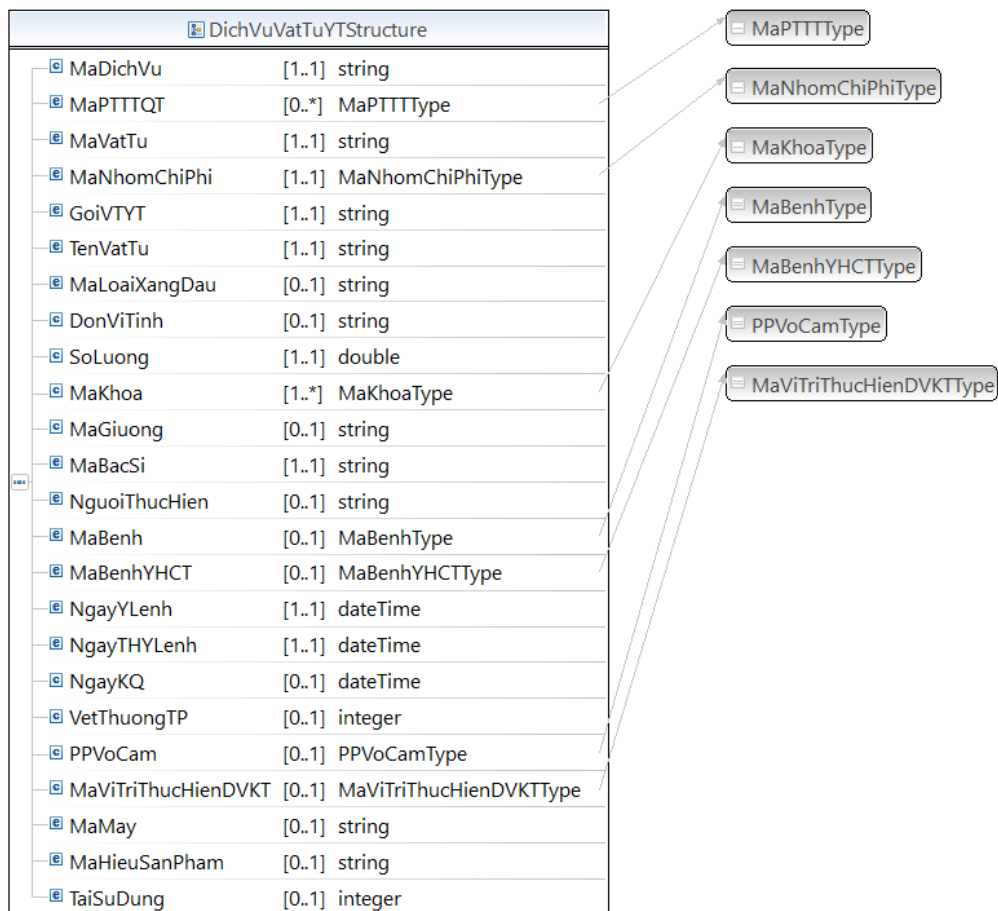 DichVuVatTuYTStructure
MaDichVu [1..1] string
MaPTTTQT [0..*] MaPTTTType
MaVatTu [1..1] string
MaNhomChiPhi [1..1] MaNhomChiPhiType
GoiVTYT [1..1] string
TenVatTu [1..1] string
MaLoaiXangDau [0..1] string
DonViTinh [0..1] string
SoLuong [1..1] double
MaKhoa [1..*] MaKhoaType
MaGiuong [0..1] string
MaBacSi [1..1] string
NguoiThucHien [0..1] string
MaBenh [0..1] MaBenhType
MaBenhYHCT [0..1] MaBenhYHCTType
NgayYLenh [1..1] dateTime
NgayTHYLenh [1..1] dateTime
NgayKQ [0..1] dateTime
VetThuongTP [0..1] integer
PPVoCam [0..1] PPVoCamType
MaViTriThucHienDVKT [0..1] MaViTriThucHienDVKTType
MaMay [0..1] string
MaHieuSanPham [0..1] string
TaiSuDung [0..1] integer
MaPTTTType
MaNhomChiPhiType
MaKhoaType
MaBenhType
MaBenhYHCTType
PPVoCamType
MaViTriThucHienDVKTType